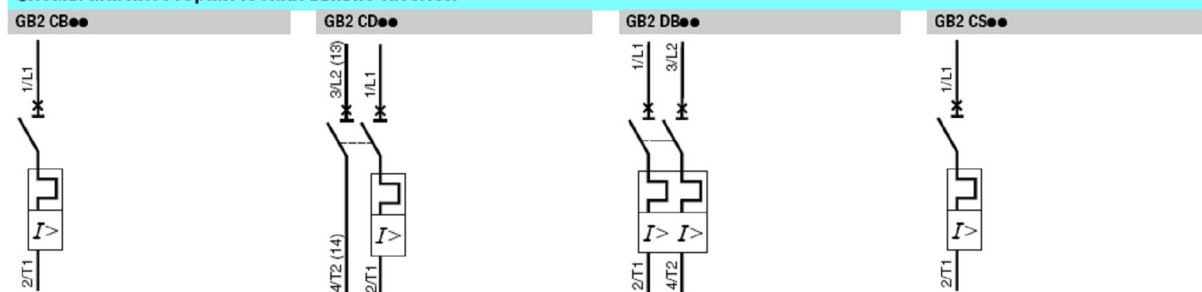 GB2 CB●●
GB2 CD●●
GB2 DB●●
GB2 CS●●
1/L1
3/L2 (13)
1/L1
1/L1
3/L2
1/L1
I>
I>
I> I>
I>
2/T1
4/T2 (14)
2/T1
2/T1
4/T2
2/T1